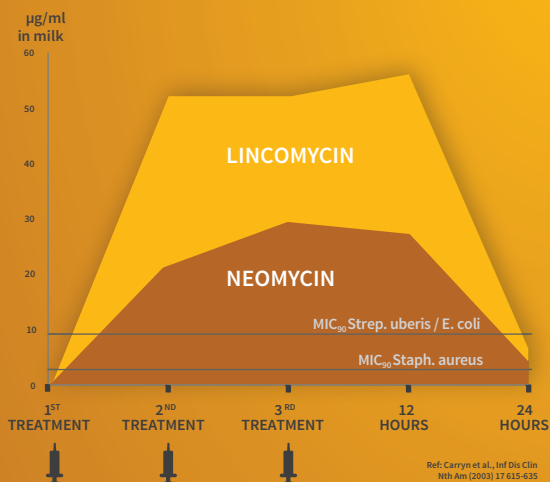 µg/ml
in milk
60
50
40
30
20
10
0
LINCOMYCIN
NEOMYCIN
MIC90 Strep. uberis / E. coli
MIC90 Staph. aureus
1ST
TREATMENT
2ND
TREATMENT
3RD
TREATMENT
12
HOURS
24
HOURS
Ref: Carryn et al., Inf Dis Clin
Nth Am (2003) 17 615-635